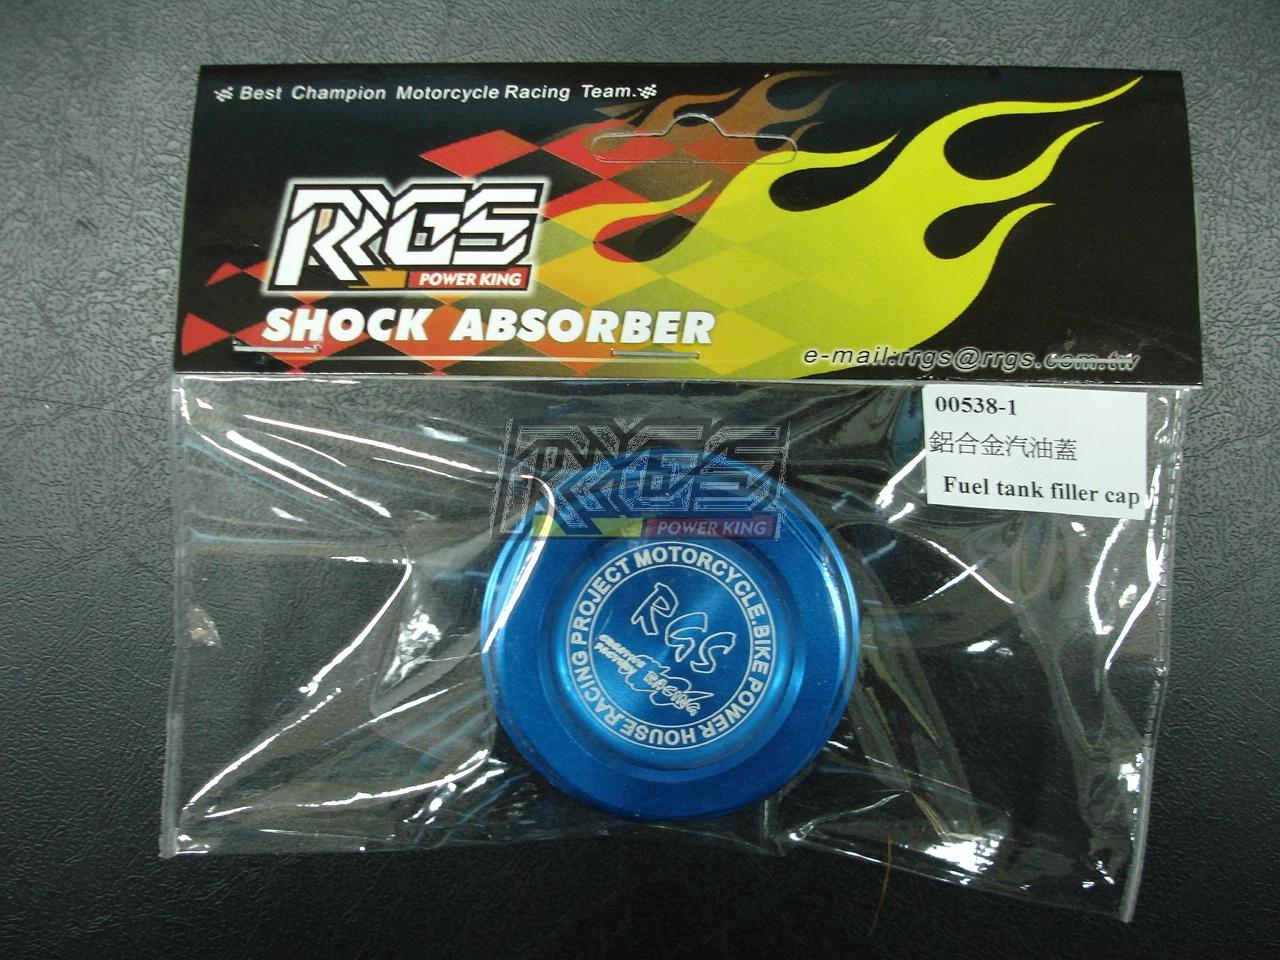 Best Champion Motorcycle Racing Team.
RRGS
POWER KING
SHOCK ABSORBER
e-mail:rrgs@rrgs.com.tw
00538-1
鋁合金汽油蓋
Fuel tank filler cap
RRGS
POWER KING
RACING PROJECT MOTORCYCLE.BIKE POWER HOUSE.
RGS
CREATIVE
FACTORY
RACING